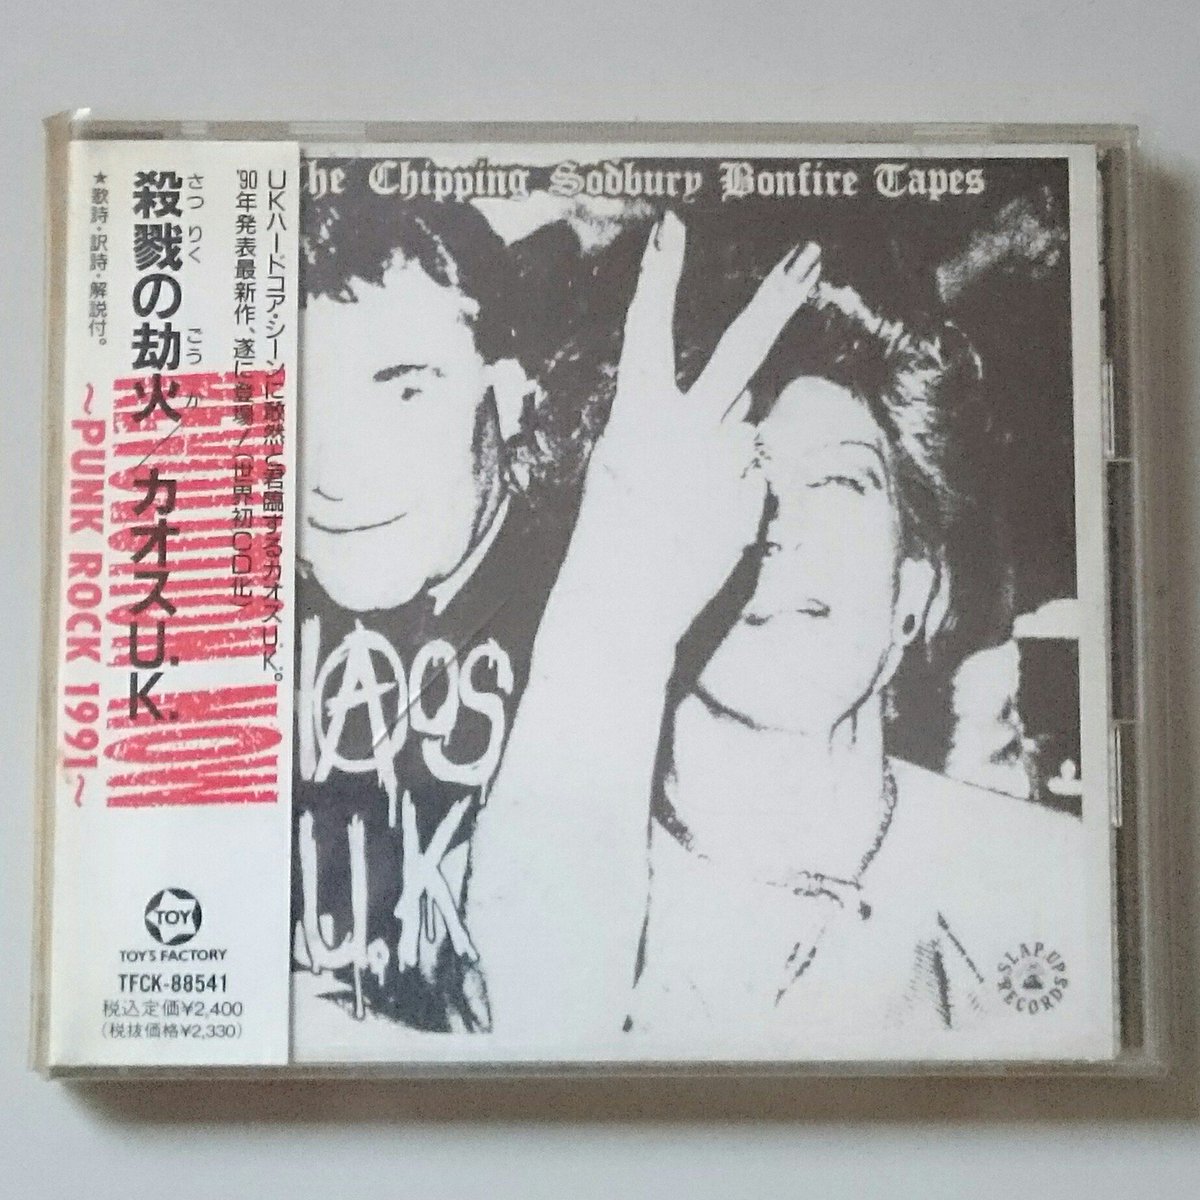 he Chipping Sodbury Bonfire Tapes
UKハードコア・シーンに敢然と君臨するカオスU.K.。
'90年発表最新作、遂に登場!(世界初CD化)
さつ りく ごう か
殺戮の劫火/カオスU.K.
★歌詩・訳詩・解説付。
~PUNK ROCK 1991~
HAOS
U.K
TOY
TOY'S FACTORY
TFCK-88541
税込定価¥2,400
(税抜価格¥2,330)
SLAP UP RECORDS